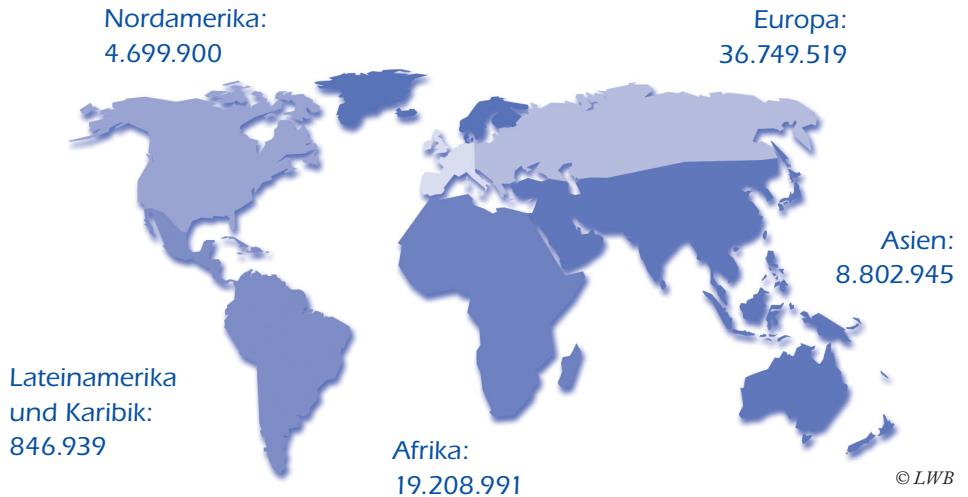 Nordamerika:
4.699.900
Europa:
36.749.519
Asien:
8.802.945
Lateinamerika
und Karibik:
846.939
Afrika:
19.208.991
© LWB